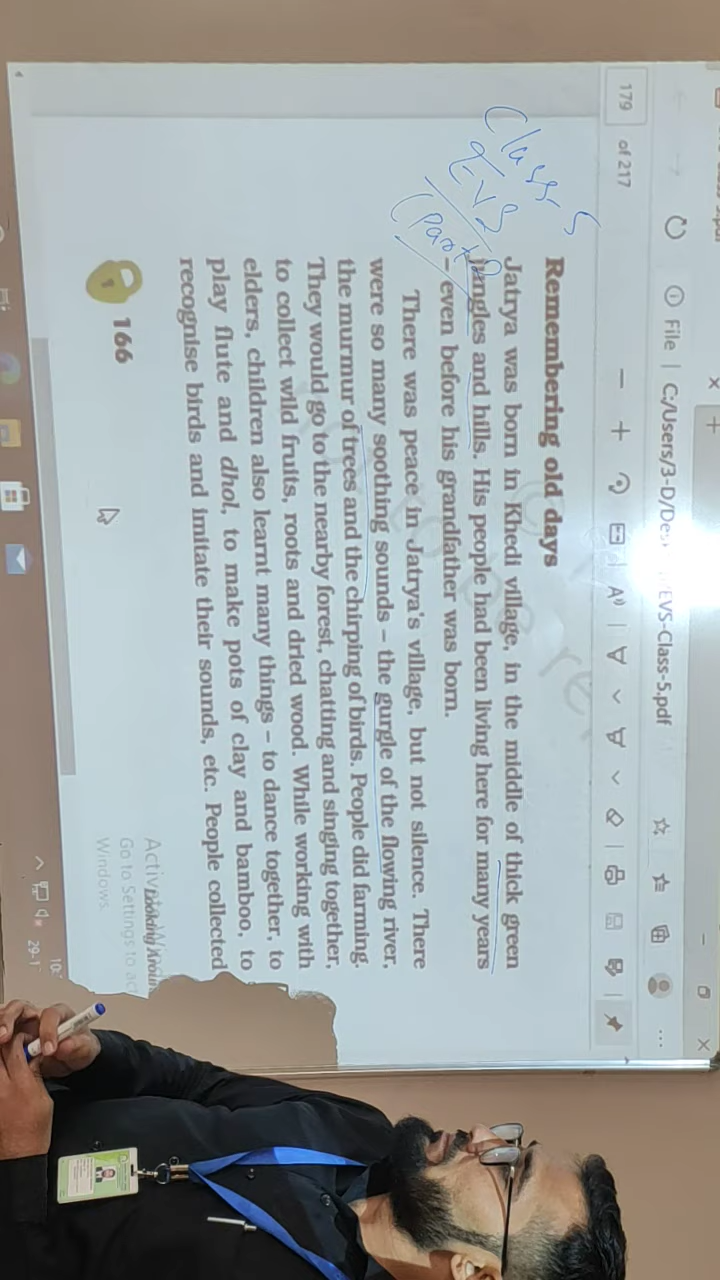 179 of 217
File | C:/Users/3-D/Des EVS-Class-5.pdf
Class-5
EVS
(Part-2
Remembering old days
Jatrya was born in Khedi village, in the middle of thick green
jungles and hills. His people had been living here for many years
– even before his grandfather was born.
There was peace in Jatrya's village, but not silence. There
were so many soothing sounds – the gurgle of the flowing river,
the murmur of trees and the chirping of birds. People did farming.
They would go to the nearby forest, chatting and singing together,
to collect wild fruits, roots and dried wood. While working with
elders, children also learnt many things – to dance together, to
play flute and dhol, to make pots of clay and bamboo, to
recognise birds and imitate their sounds, etc. People collected
166
Looking Around
Go to Settings to act
Windows.
10:
29-1